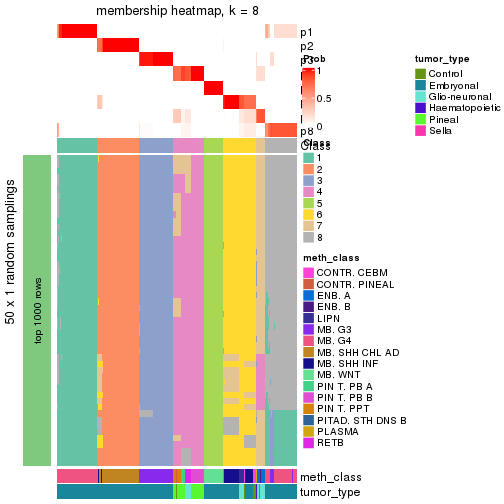 membership heatmap, k = 8
p1
p2
p3
p8
Prob
1
0.5
0
Class
Class
1
2
3
4
5
6
7
8
50 x 1 random samplings
top 1000 rows
meth_class
tumor_type
tumor_type
Control
Embryonal
Glio-neuronal
Haematopoietic
Pineal
Sella
meth_class
CONTR. CEBM
CONTR. PINEAL
ENB. A
ENB. B
LIPN
MB. G3
MB. G4
MB. SHH CHL AD
MB. SHH INF
MB. WNT
PIN T. PB A
PIN T. PB B
PIN T. PPT
PITAD. STH DNS B
PLASMA
RETB